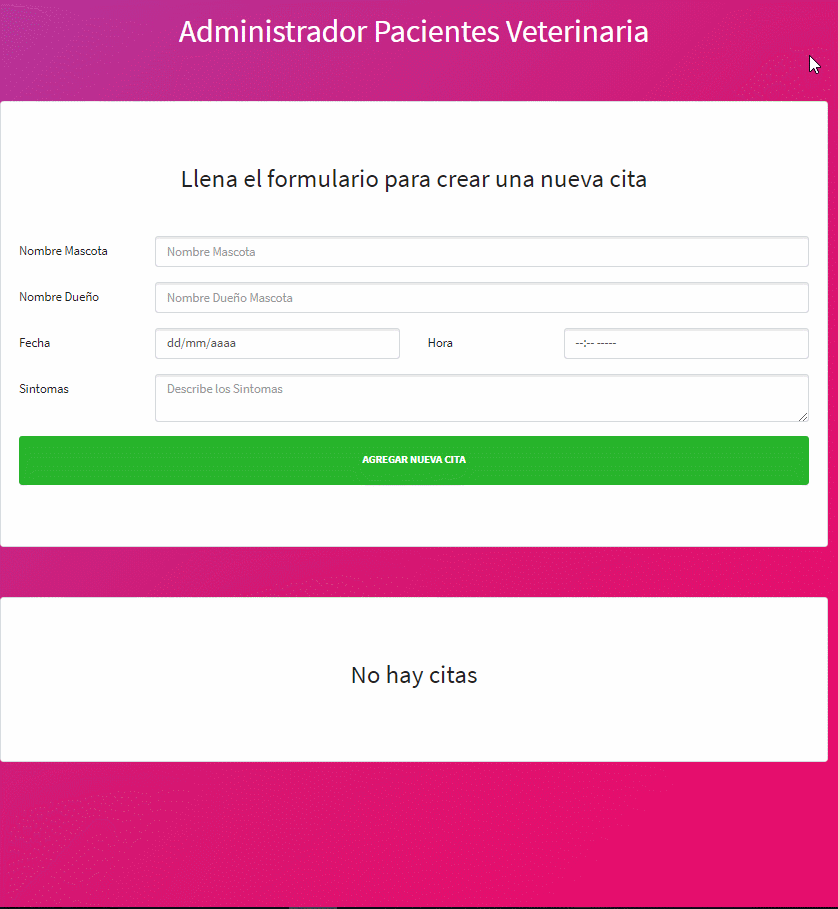 Administrador Pacientes Veterinaria
Llena el formulario para crear una nueva cita
Nombre Mascota
Nombre Mascota
Nombre Dueño
Nombre Dueño Mascota
Fecha
dd/mm/aaaa
Hora
--:-- -----
Sintomas
Describe los Sintomas
AGREGAR NUEVA CITA
No hay citas